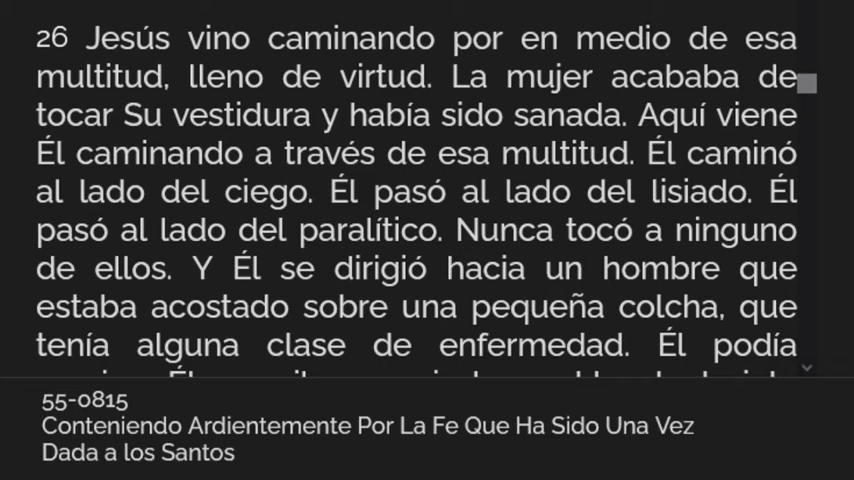 26 Jesús vino caminando por en medio de esa
multitud, lleno de virtud. La mujer acababa de
tocar Su vestidura y había sido sanada. Aquí viene
Él caminando a través de esa multitud. Él caminó
al lado del ciego. Él pasó al lado del lisiado. Él
pasó al lado del paralítico. Nunca tocó a ninguno
de ellos. Y Él se dirigió hacia un hombre que
estaba acostado sobre una pequeña colcha, que
tenía alguna clase de enfermedad. Él podía
55-0815
Conteniendo Ardientemente Por La Fe Que Ha Sido Una Vez
Dada a los Santos